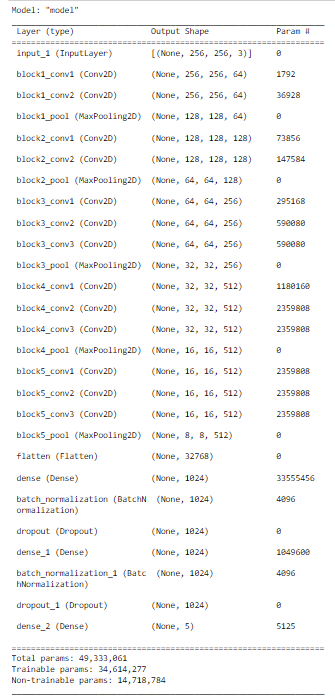 Model: "model"
Layer (type) Output Shape Param #
input_1 (InputLayer) [(None, 256, 256, 3)] 0
block1_conv1 (Conv2D) (None, 256, 256, 64) 1792
block1_conv2 (Conv2D) (None, 256, 256, 64) 36928
block1_pool (MaxPooling2D) (None, 128, 128, 64) 0
block2_conv1 (Conv2D) (None, 128, 128, 128) 73856
block2_conv2 (Conv2D) (None, 128, 128, 128) 147584
block2_pool (MaxPooling2D) (None, 64, 64, 128) 0
block3_conv1 (Conv2D) (None, 64, 64, 256) 295168
block3_conv2 (Conv2D) (None, 64, 64, 256) 590080
block3_conv3 (Conv2D) (None, 64, 64, 256) 590080
block3_pool (MaxPooling2D) (None, 32, 32, 256) 0
block4_conv1 (Conv2D) (None, 32, 32, 512) 1180160
block4_conv2 (Conv2D) (None, 32, 32, 512) 2359808
block4_conv3 (Conv2D) (None, 32, 32, 512) 2359808
block4_pool (MaxPooling2D) (None, 16, 16, 512) 0
block5_conv1 (Conv2D) (None, 16, 16, 512) 2359808
block5_conv2 (Conv2D) (None, 16, 16, 512) 2359808
block5_conv3 (Conv2D) (None, 16, 16, 512) 2359808
block5_pool (MaxPooling2D) (None, 8, 8, 512) 0
flatten (Flatten) (None, 32768) 0
dense (Dense) (None, 1024) 33555456
batch_normalization (BatchN (None, 1024) 4096
ormalization)
dropout (Dropout) (None, 1024) 0
dense_1 (Dense) (None, 1024) 1049600
batch_normalization_1 (Batc (None, 1024) 4096
hNormalization)
dropout_1 (Dropout) (None, 1024) 0
dense_2 (Dense) (None, 5) 5125
Total params: 49,333,061
Trainable params: 34,614,277
Non-trainable params: 14,718,784